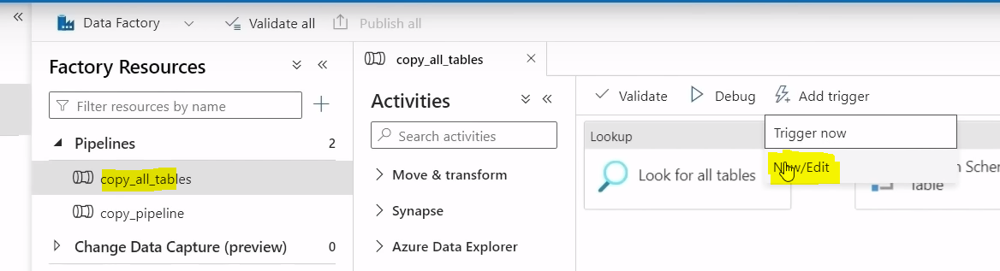 Data Factory
Validate all
Publish all
Factory Resources
Filter resources by name
Pipelines 2
copy_all_tables
copy_pipeline
Change Data Capture (preview) 0
copy_all_tables
Activities
Search activities
Move & transform
Synapse
Azure Data Explorer
Validate
Debug
Add trigger
Trigger now
New/Edit
Lookup
Look for all tables
Table